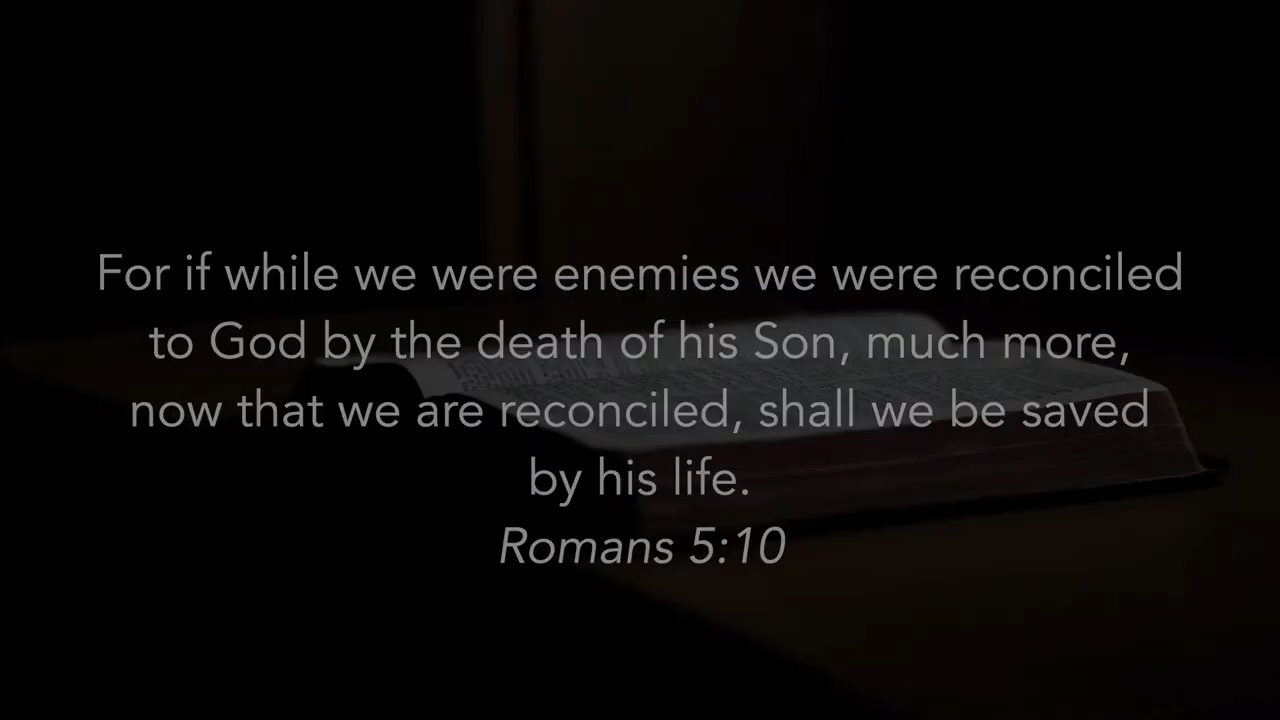 For if while we were enemies we were reconciled
to God by the death of his Son, much more,
now that we are reconciled, shall we be saved
by his life.
Romans 5:10